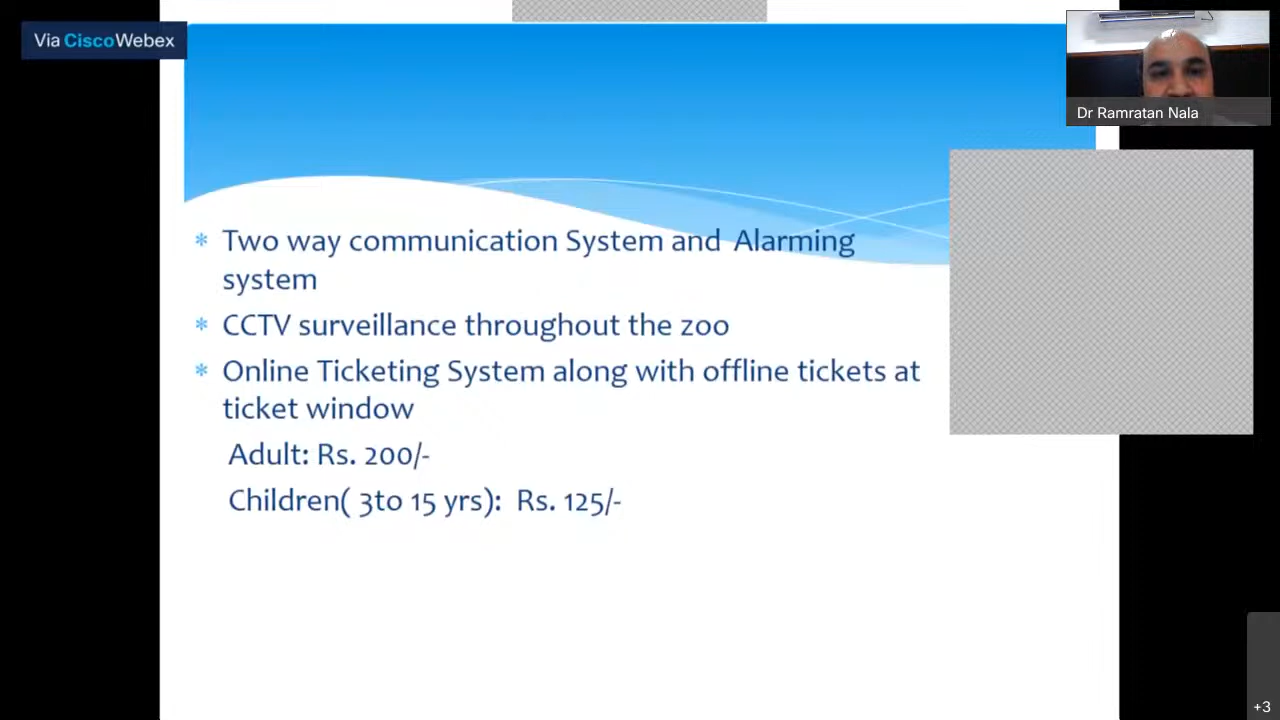 Via CiscoWebex
Dr Ramratan Nala
* Two way communication System and Alarming
system
* CCTV surveillance throughout the zoo
* Online Ticketing System along with offline tickets at
ticket window
Adult: Rs. 200/-
Children( 3to 15 yrs): Rs. 125/-
+3